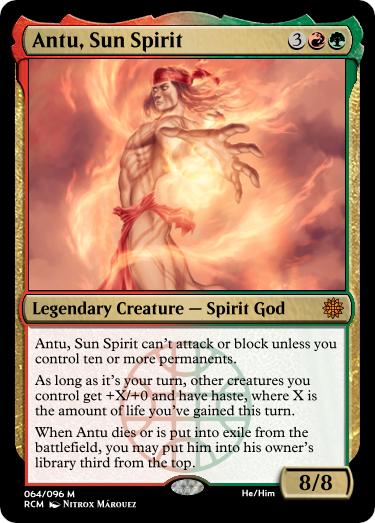 Antu, Sun Spirit 3
Legendary Creature — Spirit God
Antu, Sun Spirit can't attack or block unless you
control ten or more permanents.
As long as it's your turn, other creatures you
control get +X/+0 and have haste, where X is
the amount of life you've gained this turn.
When Antu dies or is put into exile from the
battlefield, you may put him into his owner's
library third from the top.
8/8
064/096 M He/Him
RCM Nitrox Márquez